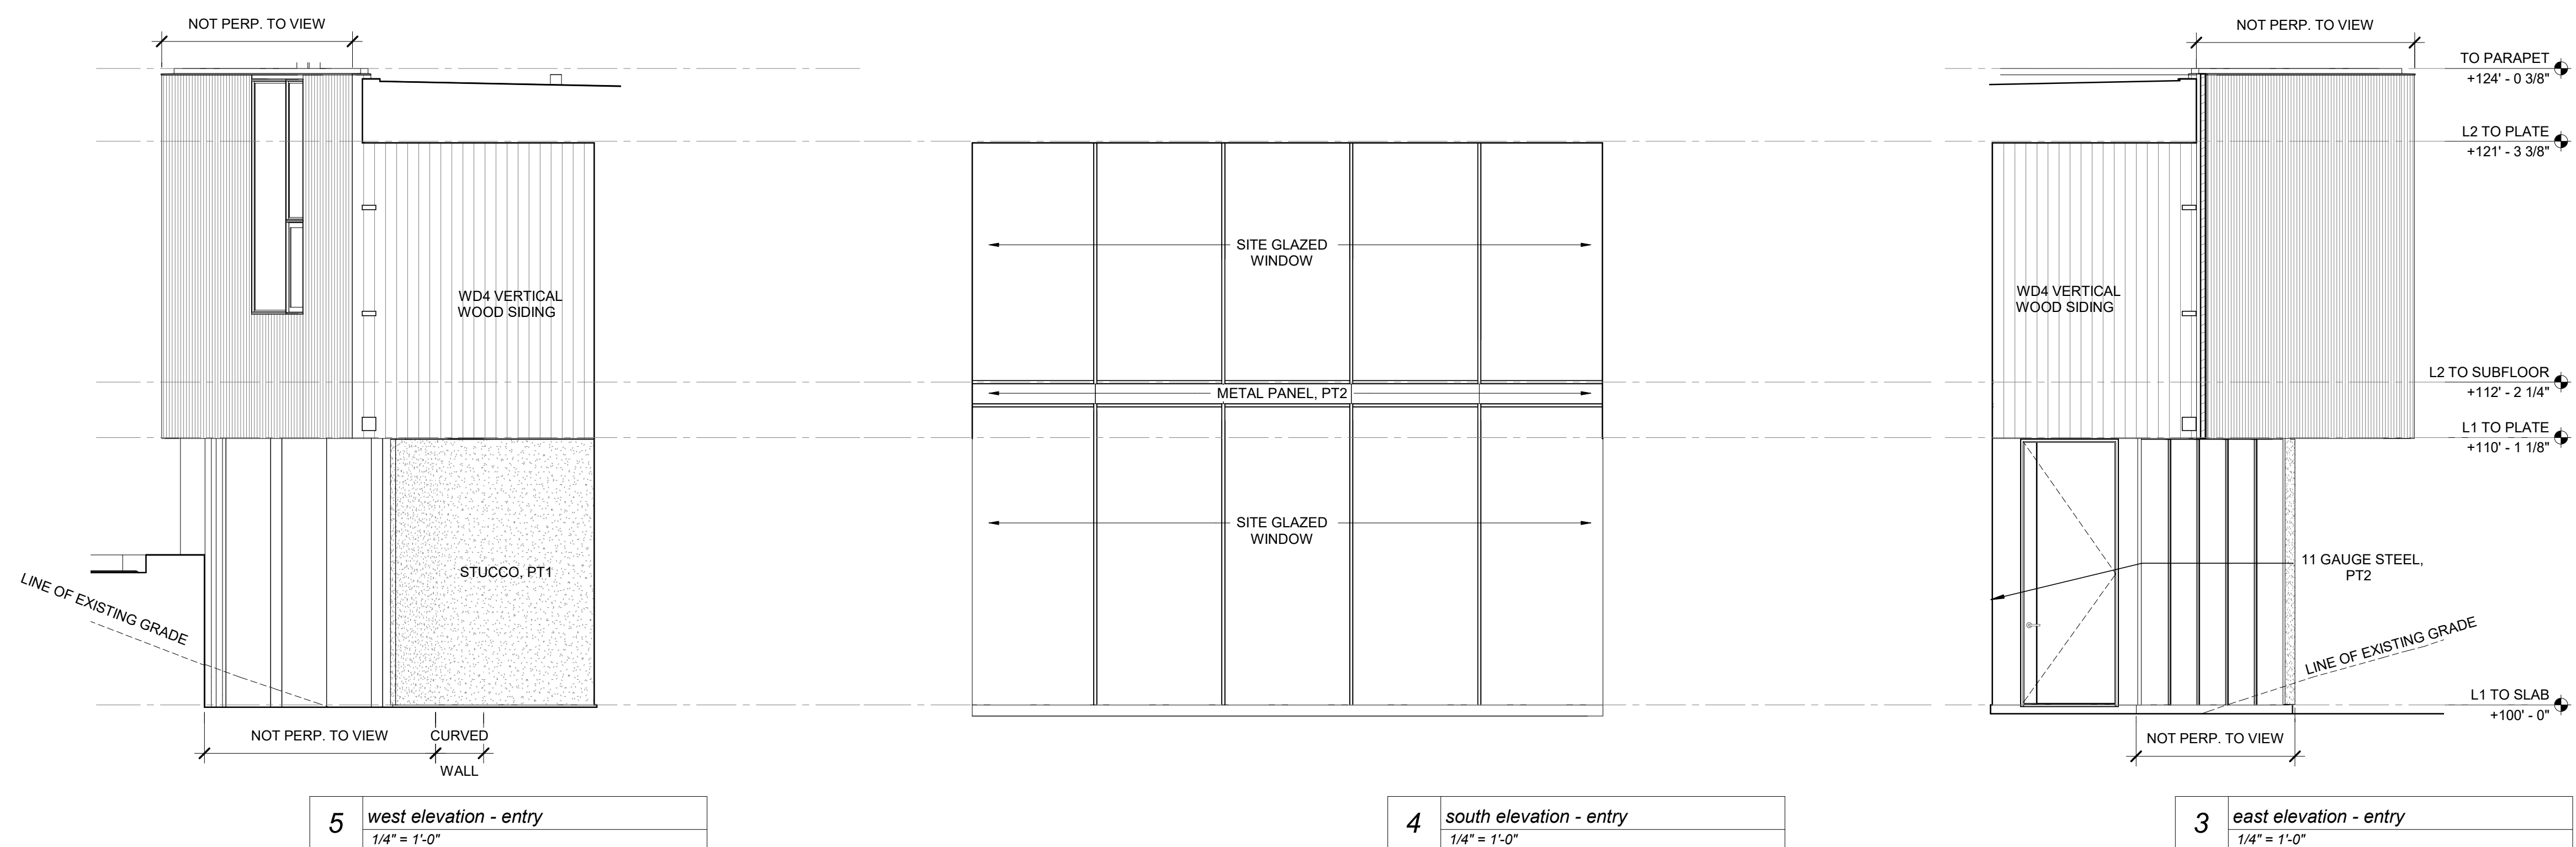 NOT PERP. TO VIEW
WD4 VERTICAL
WOOD SIDING
STUCCO, PT1
LINE OF EXISTING GRADE
NOT PERP. TO VIEW
CURVED
WALL
5
west elevation - entry
1/4" = 1'-0"
SITE GLAZED
WINDOW
METAL PANEL, PT2
SITE GLAZED
WINDOW
4
south elevation - entry
1/4" = 1'-0"
NOT PERP. TO VIEW
WD4 VERTICAL
WOOD SIDING
11 GAUGE STEEL,
PT2
LINE OF EXISTING GRADE
NOT PERP. TO VIEW
TO PARAPET
+124' - 0 3/8"
L2 TO PLATE
+121' - 3 3/8"
L2 TO SUBFLOOR
+112' - 2 1/4"
L1 TO PLATE
+110' - 1 1/8"
L1 TO SLAB
+100' - 0"
3
east elevation - entry
1/4" = 1'-0"